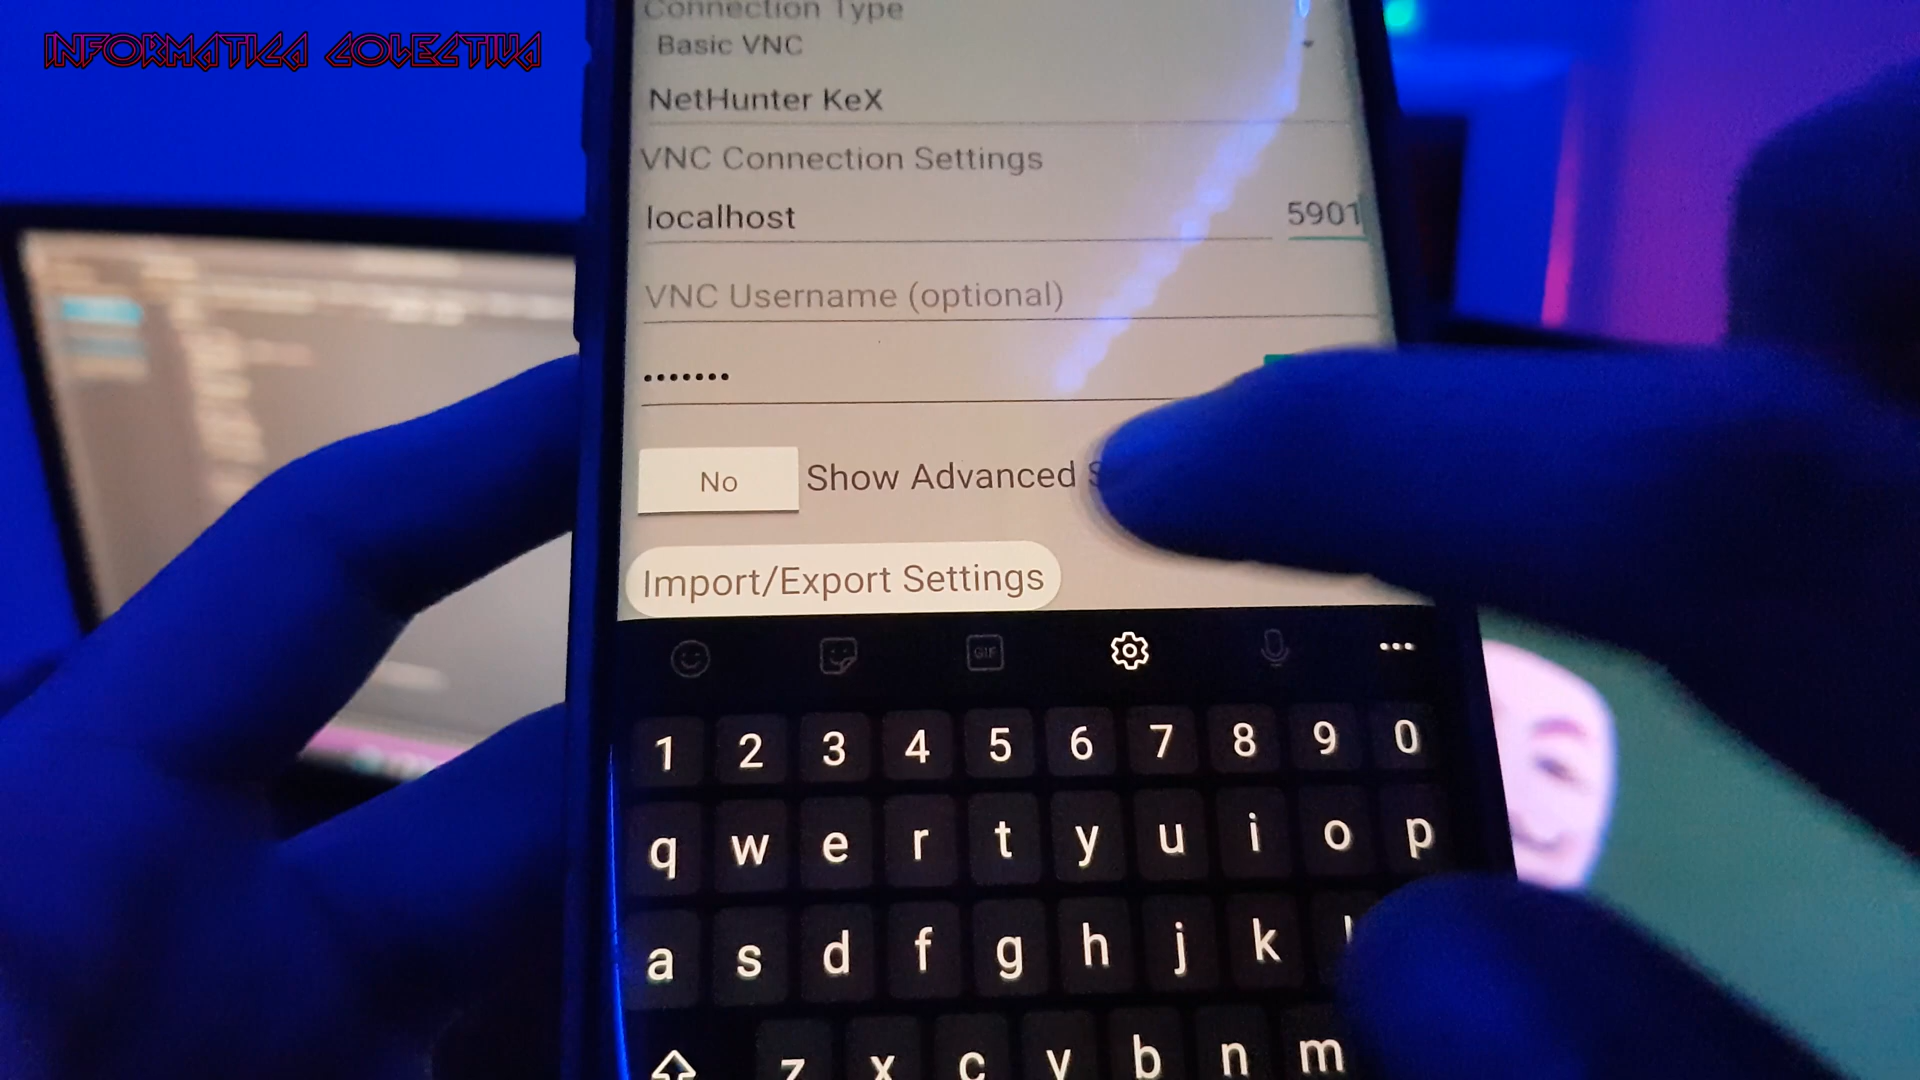 INFORMATICA COLECTIVA
Connection Type
Basic VNC
NetHunter KeX
VNC Connection Settings
localhost 5901
VNC Username (optional)
•••••••
No Show Advanced
Import/Export Settings
GIF
1 2 3 4 5 6 7 8 9 0
q w e r t y u i o p
a s d f g h j k
z x c v b n m